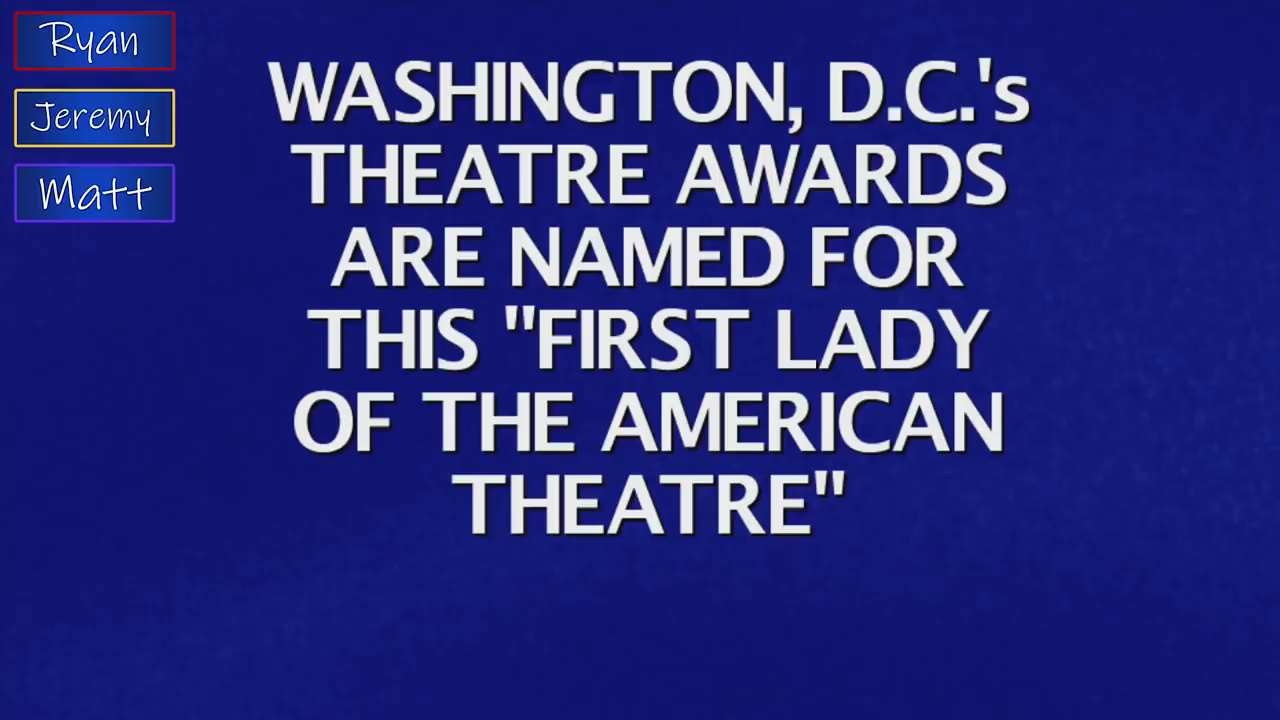 Ryan
Jeremy
Matt
WASHINGTON, D.C.'s
THEATRE AWARDS
ARE NAMED FOR
THIS "FIRST LADY
OF THE AMERICAN
THEATRE"